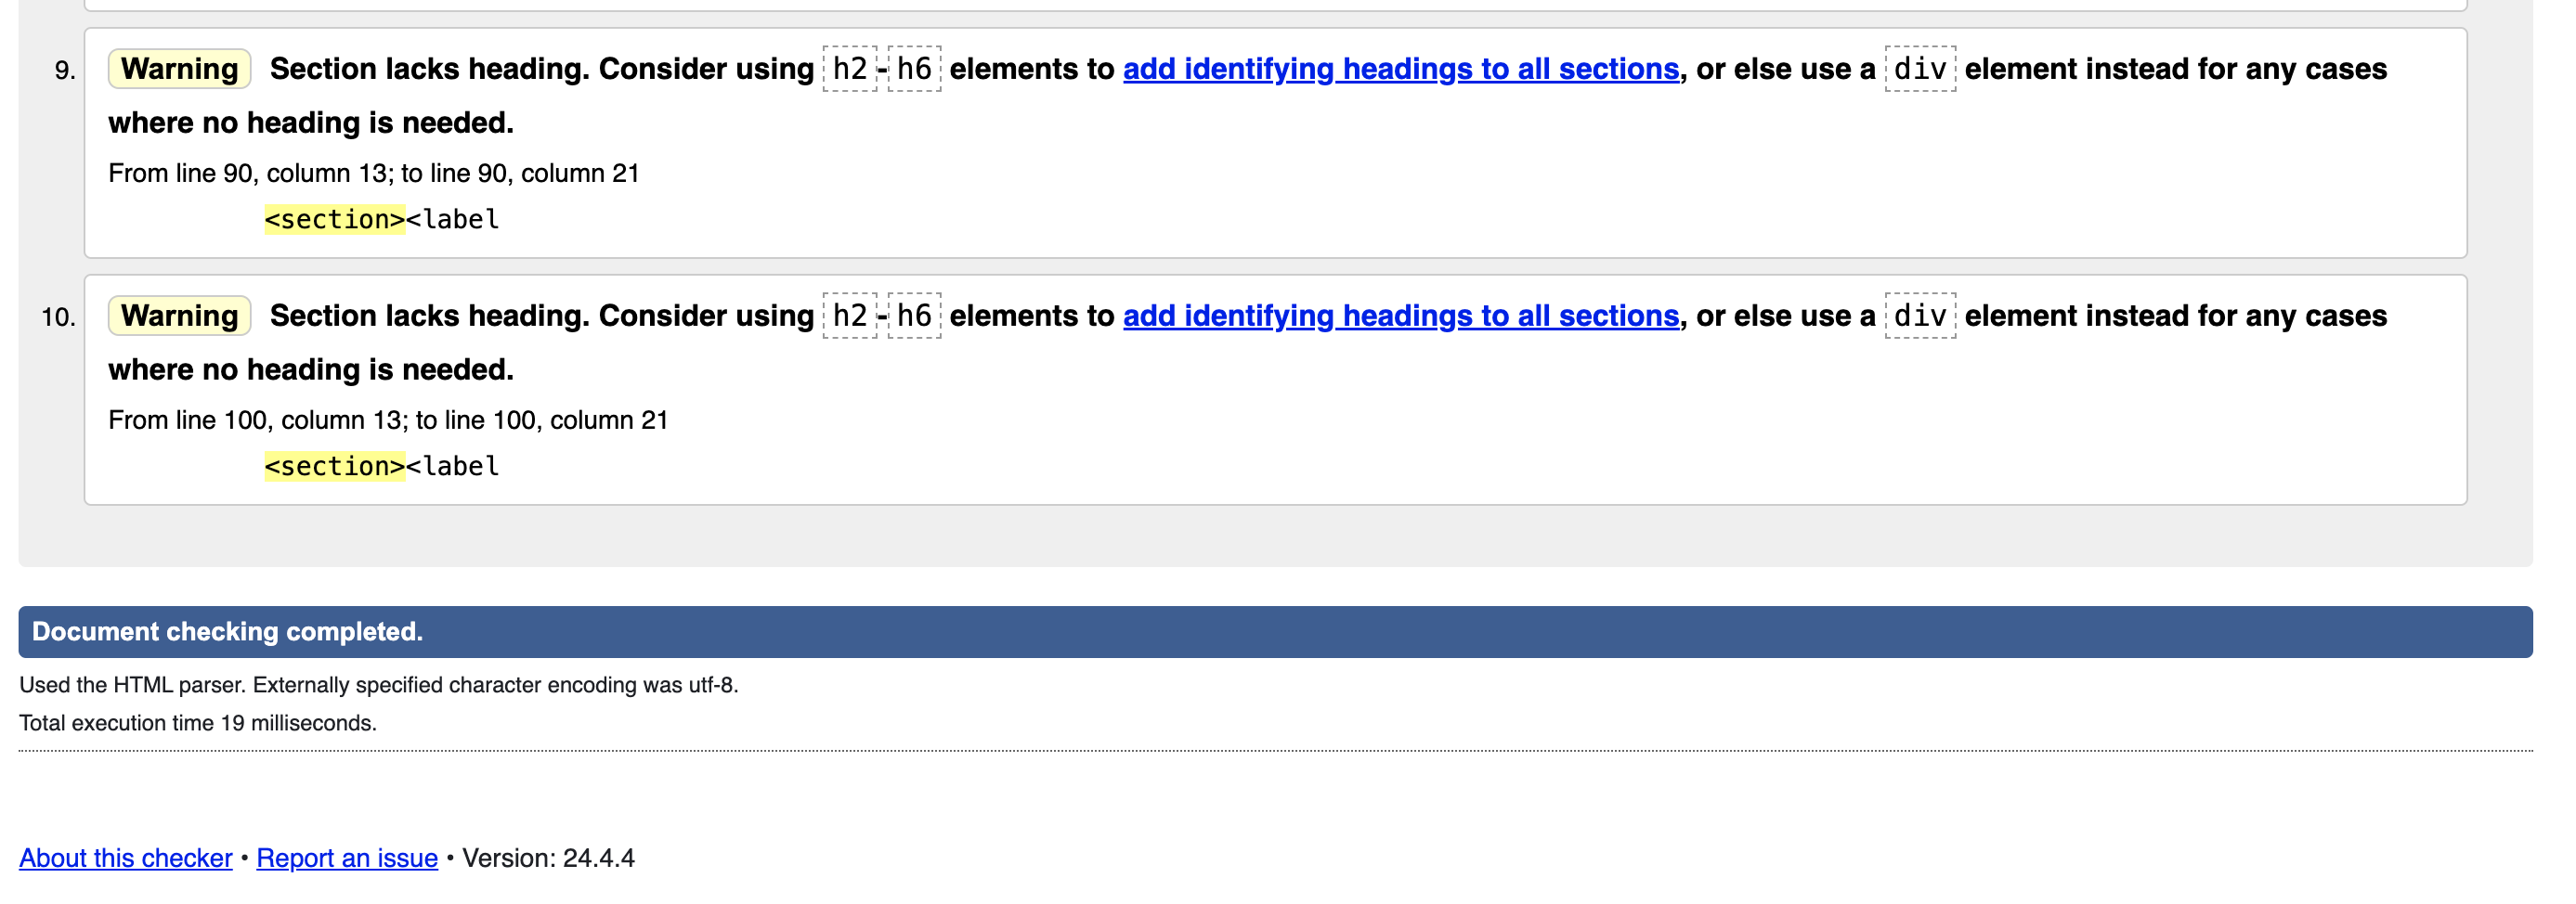 9. Warning Section lacks heading. Consider using h2-h6 elements to add identifying headings to all sections, or else use a div element instead for any cases
where no heading is needed.
From line 90, column 13; to line 90, column 21
<section><label
10. Warning Section lacks heading. Consider using h2-h6 elements to add identifying headings to all sections, or else use a div element instead for any cases
where no heading is needed.
From line 100, column 13; to line 100, column 21
<section><label
Document checking completed.
Used the HTML parser. Externally specified character encoding was utf-8.
Total execution time 19 milliseconds.
About this checker • Report an issue • Version: 24.4.4